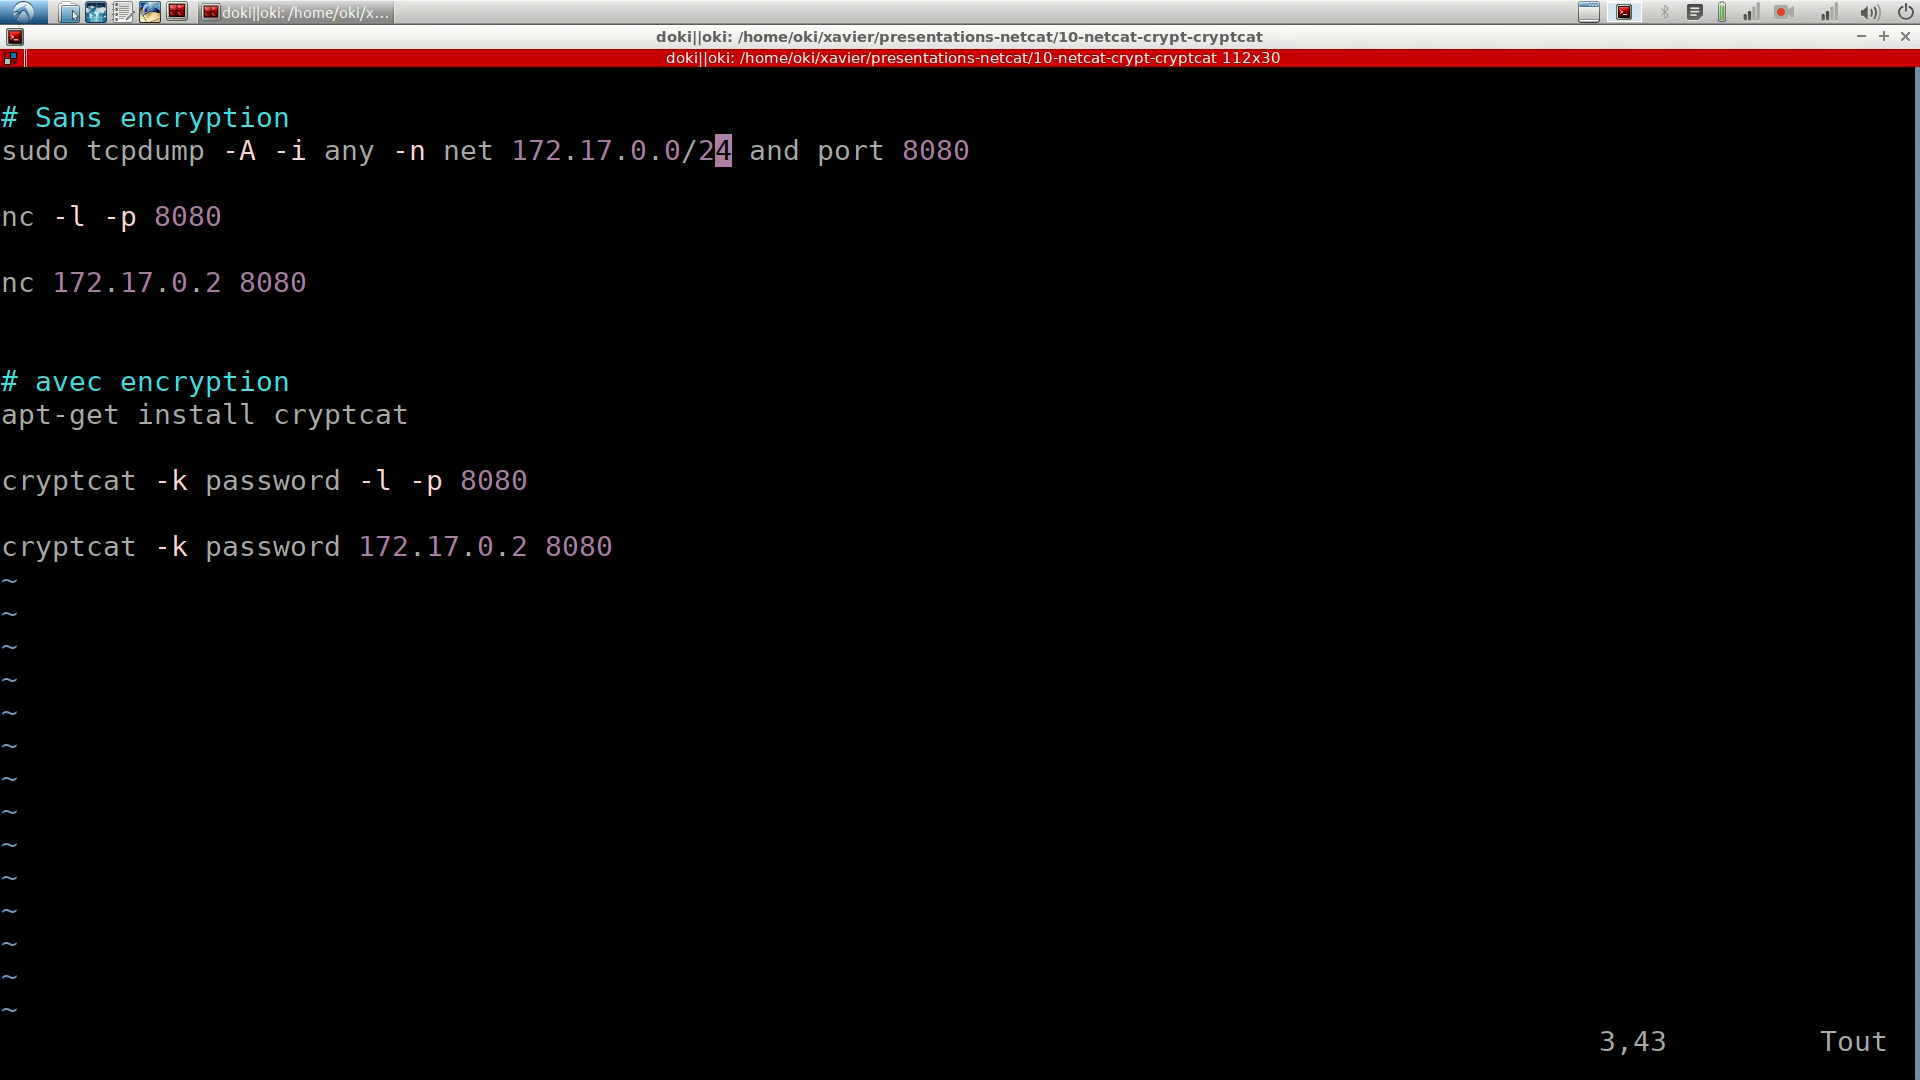 doki||oki: /home/oki/x...
doki||oki: /home/oki/xavier/presentations-netcat/10-netcat-crypt-cryptcat
doki||oki: /home/oki/xavier/presentations-netcat/10-netcat-crypt-cryptcat 112x30
# Sans encryption
sudo tcpdump -A -i any -n net 172.17.0.0/24 and port 8080
nc -l -p 8080
nc 172.17.0.2 8080
# avec encryption
apt-get install cryptcat
cryptcat -k password -l -p 8080
cryptcat -k password 172.17.0.2 8080
~
~
~
~
~
~
~
~
~
~
~
~
~
~
3,43 Tout